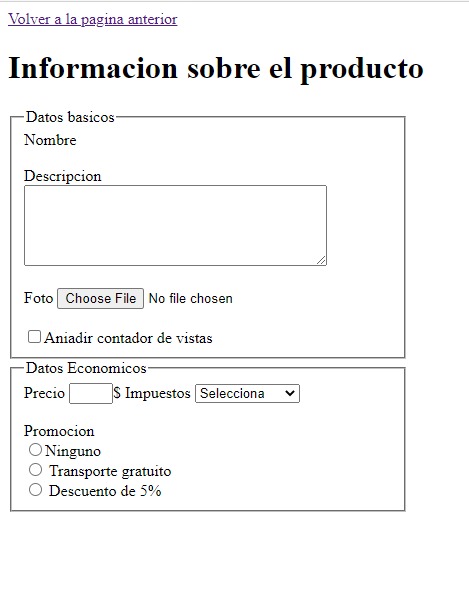 Volver a la pagina anterior
Informacion sobre el producto
Datos basicos
Nombre
Descripcion
Foto Choose File No file chosen
Aniadir contador de vistas
Datos Economicos
Precio $ Impuestos Selecciona
Promocion
Ninguno
Transporte gratuito
Descuento de 5%